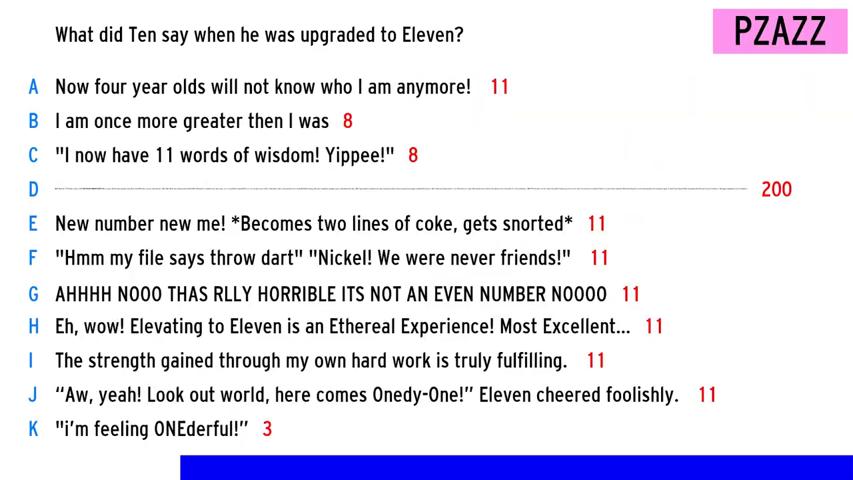 What did Ten say when he was upgraded to Eleven?
PZAZZ
A Now four year olds will not know who I am anymore! 11
B I am once more greater then I was 8
C "I now have 11 words of wisdom! Yippee!" 8
D 200
E New number new me! *Becomes two lines of coke, gets snorted* 11
F "Hmm my file says throw dart" "Nickel! We were never friends!" 11
G AHHHH NOOO THAS RLLY HORRIBLE ITS NOT AN EVEN NUMBER NOOOO 11
H Eh, wow! Elevating to Eleven is an Ethereal Experience! Most Excellent... 11
I The strength gained through my own hard work is truly fulfilling. 11
J “Aw, yeah! Look out world, here comes Onedy-One!” Eleven cheered foolishly. 11
K "i’m feeling ONEderful!” 3